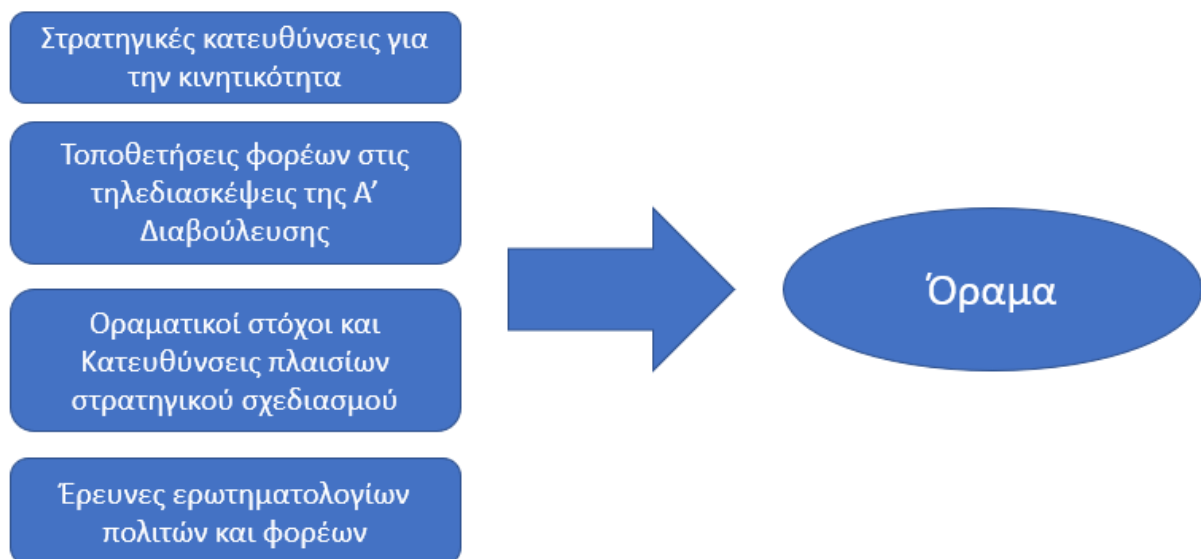 Στρατηγικές κατευθύνσεις για
την κινητικότητα
Τοποθετήσεις φορέων στις
τηλεδιασκέψεις της Α’
Διαβούλευσης
Οραματικοί στόχοι και
Κατευθύνσεις πλαισίων
στρατηγικού σχεδιασμού
Έρευνες ερωτηματολογίων
πολιτών και φορέων
Όραμα